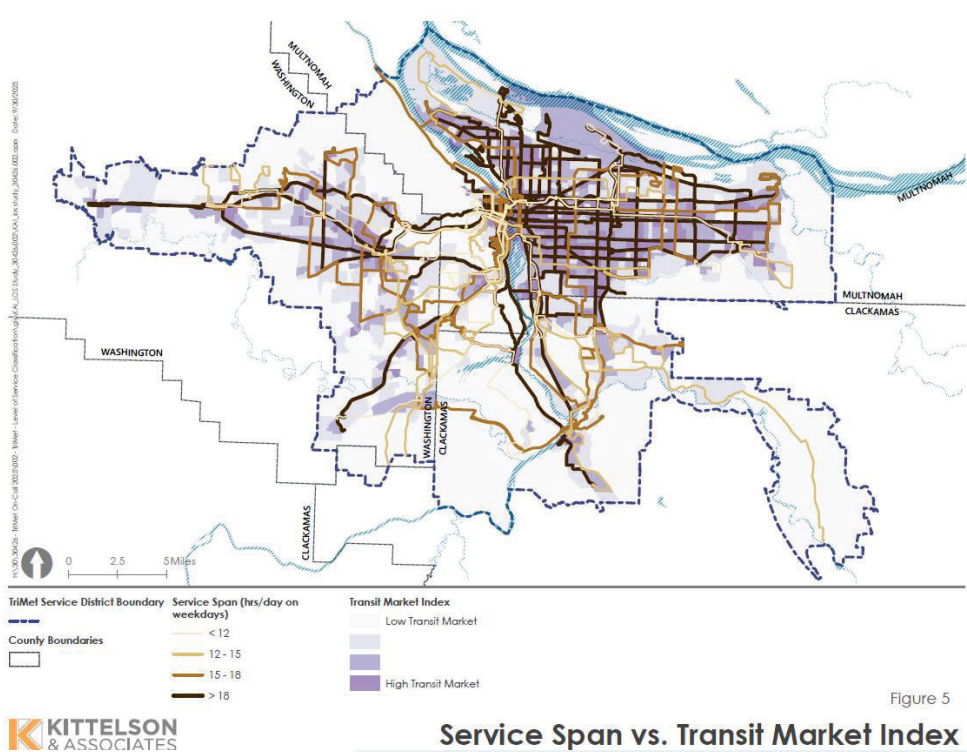 MULTNOMAH
WASHINGTON
MULTNOMAH
MULTNOMAH
CLACKAMAS
WASHINGTON
WASHINGTON
CLACKAMAS
CLACKAMAS
0 2.5 5 Miles
TriMet Service District Boundary
County Boundaries
Service Span (hrs/day on
weekdays)
< 12
12 - 15
15 - 18
> 18
Transit Market Index
Low Transit Market
High Transit Market
Figure 5
KITTELSON
& ASSOCIATES
Service Span vs. Transit Market Index